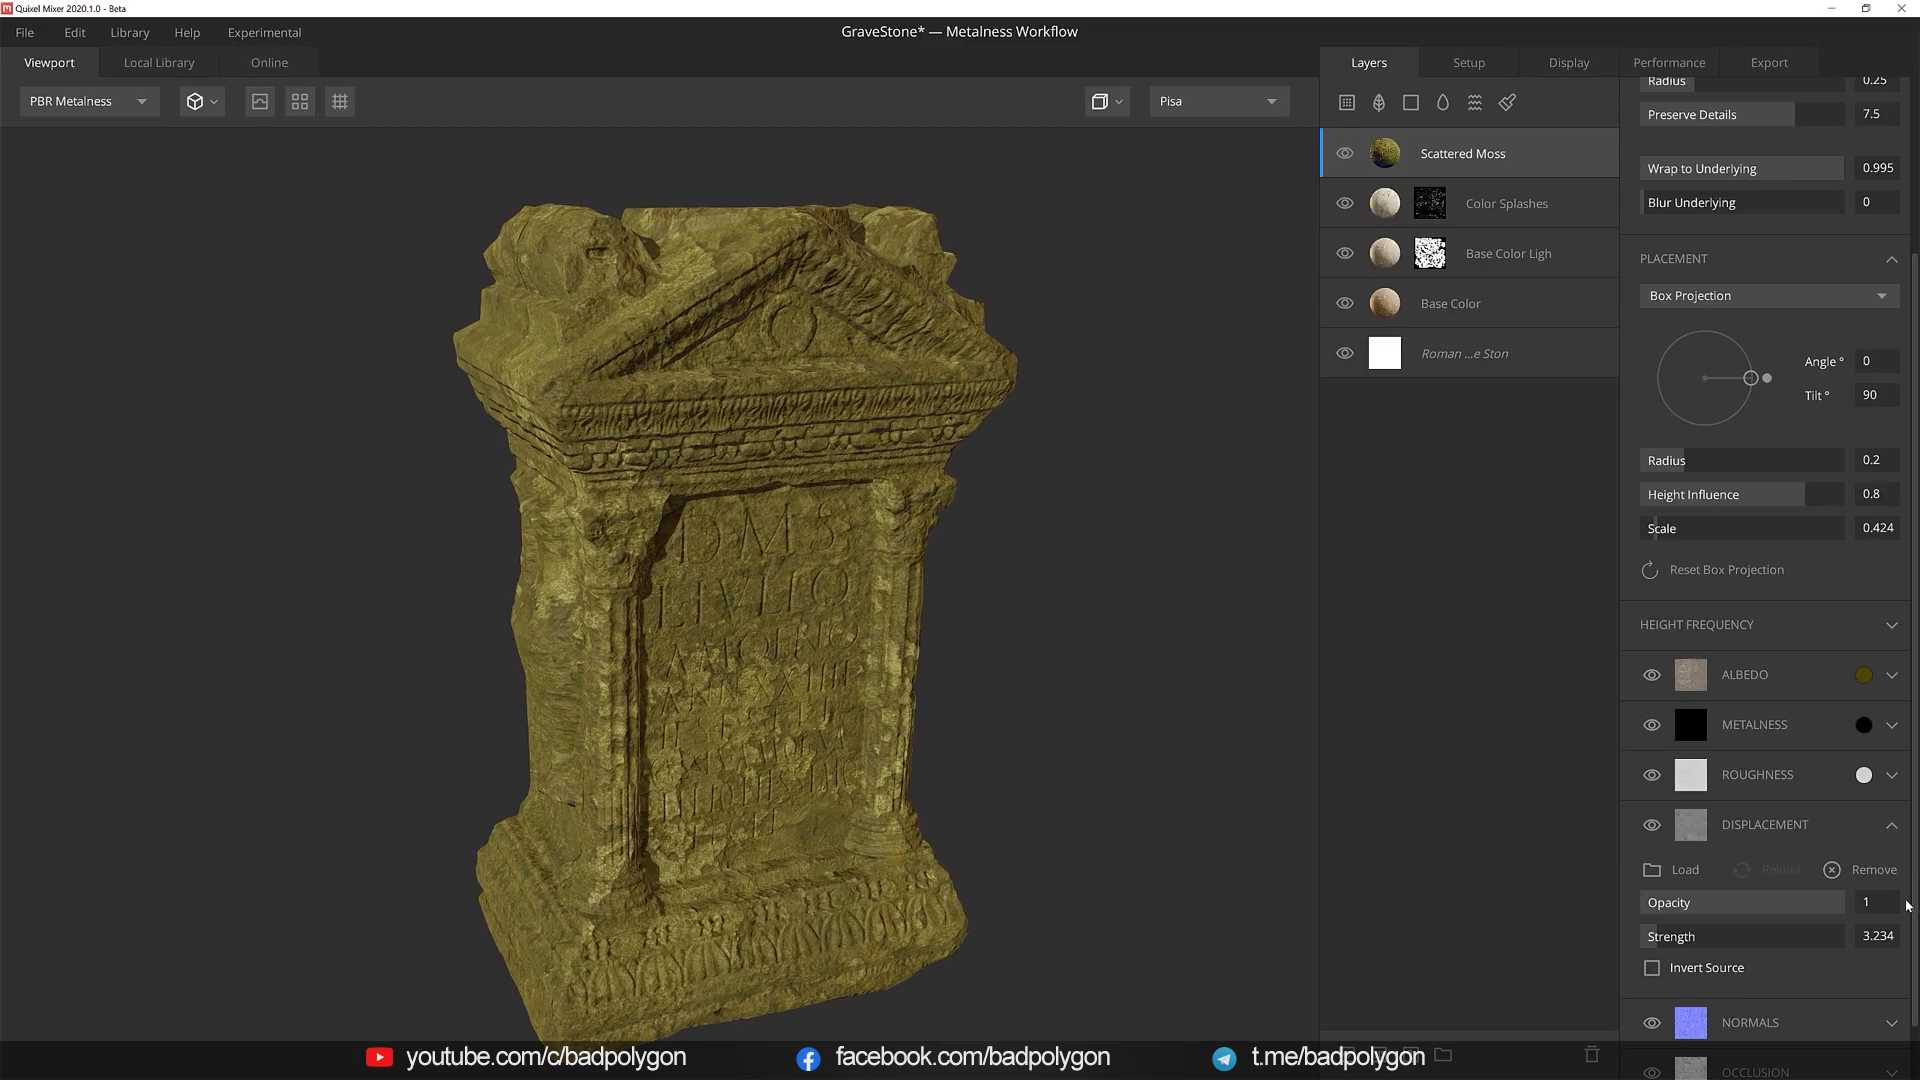 Quixel Mixer 2020.1.0 - Beta
File Edit Library Help Experimental
GraveStone* — Metalness Workflow
Viewport Local Library Online
Layers Setup Display Performance Export
PBR Metalness
Pisa
Scattered Moss
Color Splashes
Base Color Ligh
Base Color
Roman ...e Ston
Radius 0.25
Preserve Details 7.5
Wrap to Underlying 0.995
Blur Underlying 0
PLACEMENT
Box Projection
Angle ° 0
Tilt ° 90
Radius 0.2
Height Influence 0.8
Scale 0.424
Reset Box Projection
HEIGHT FREQUENCY
ALBEDO
METALNESS
ROUGHNESS
DISPLACEMENT
Load Reload Remove
Opacity 1
Strength 3.234
Invert Source
NORMALS
OCCLUSION
D M S
youtube.com/c/badpolygon
facebook.com/badpolygon
t.me/badpolygon